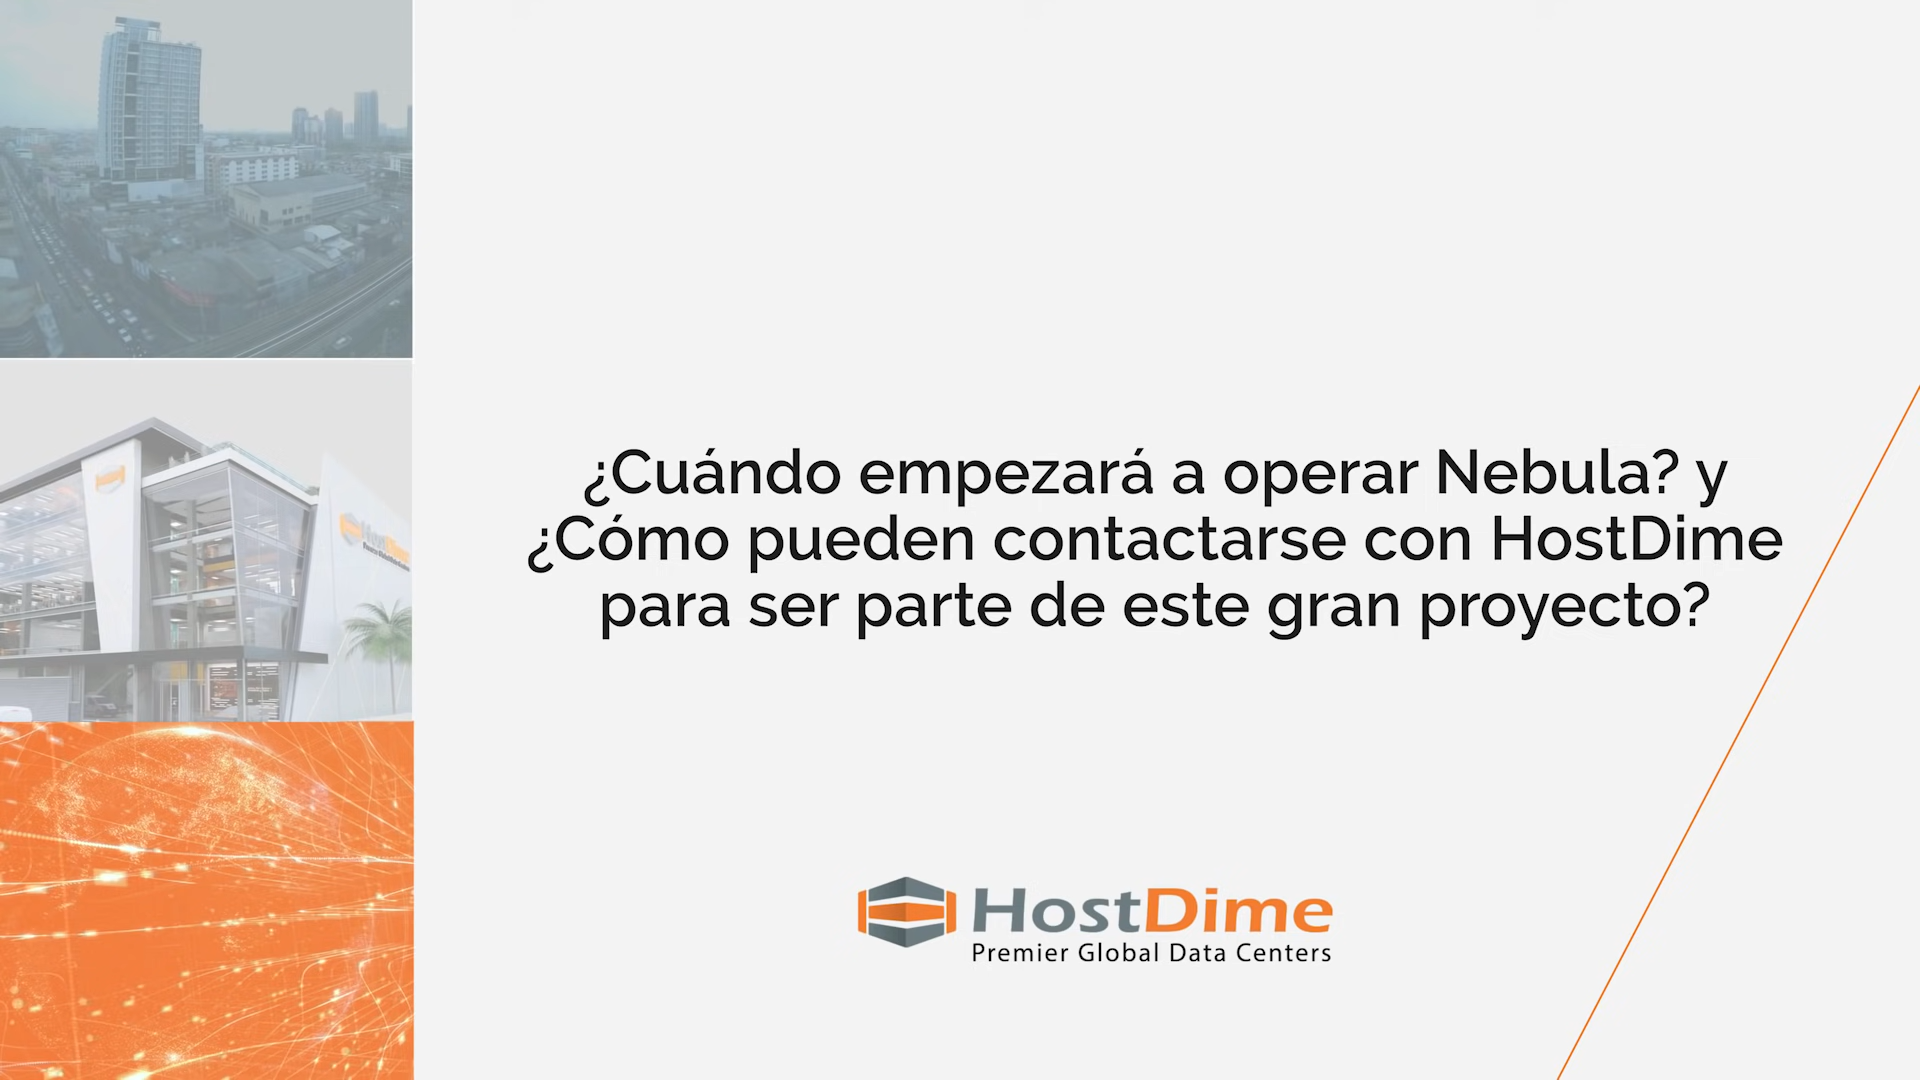 ¿Cuándo empezará a operar Nebula? y
¿Cómo pueden contactarse con HostDime
para ser parte de este gran proyecto?
HostDime
HostDime
Premier Global Data Centers